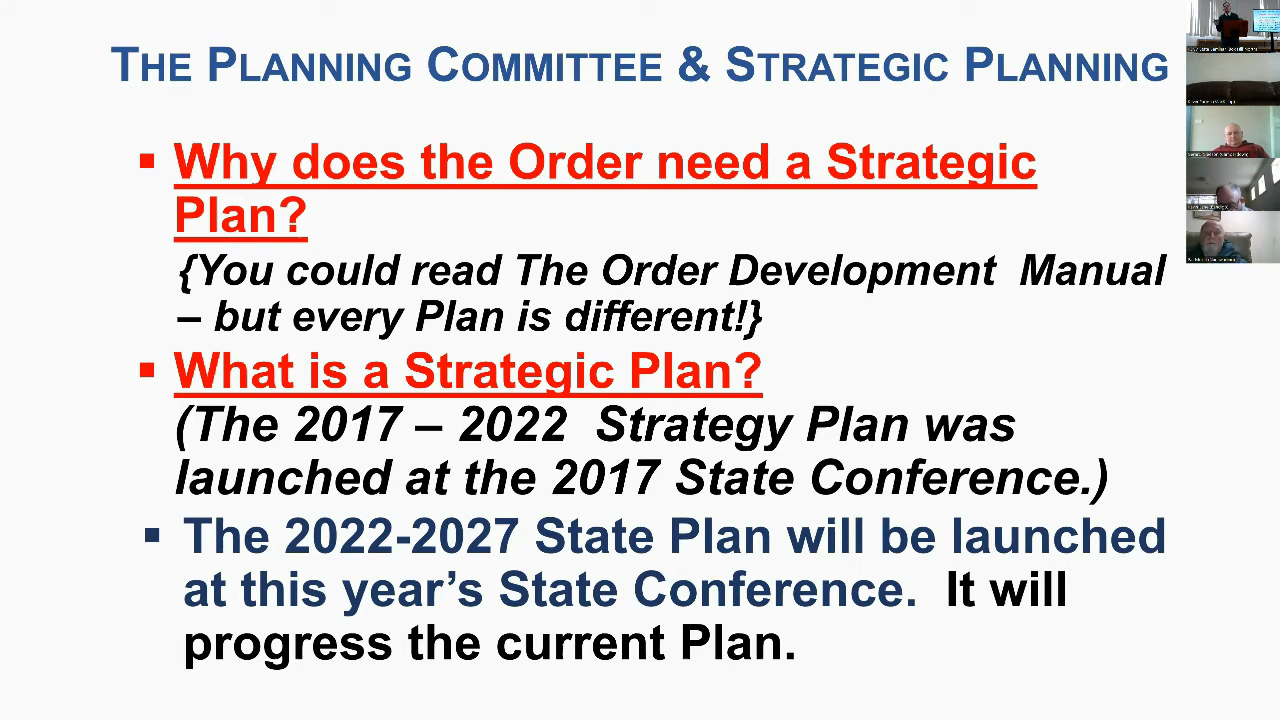 THE PLANNING COMMITTEE & STRATEGIC PLANNING
▪ Why does the Order need a Strategic
Plan?
{You could read The Order Development Manual
– but every Plan is different!}
▪ What is a Strategic Plan?
(The 2017 – 2022 Strategy Plan was
launched at the 2017 State Conference.)
▪ The 2022-2027 State Plan will be launched
at this year’s State Conference. It will
progress the current Plan.